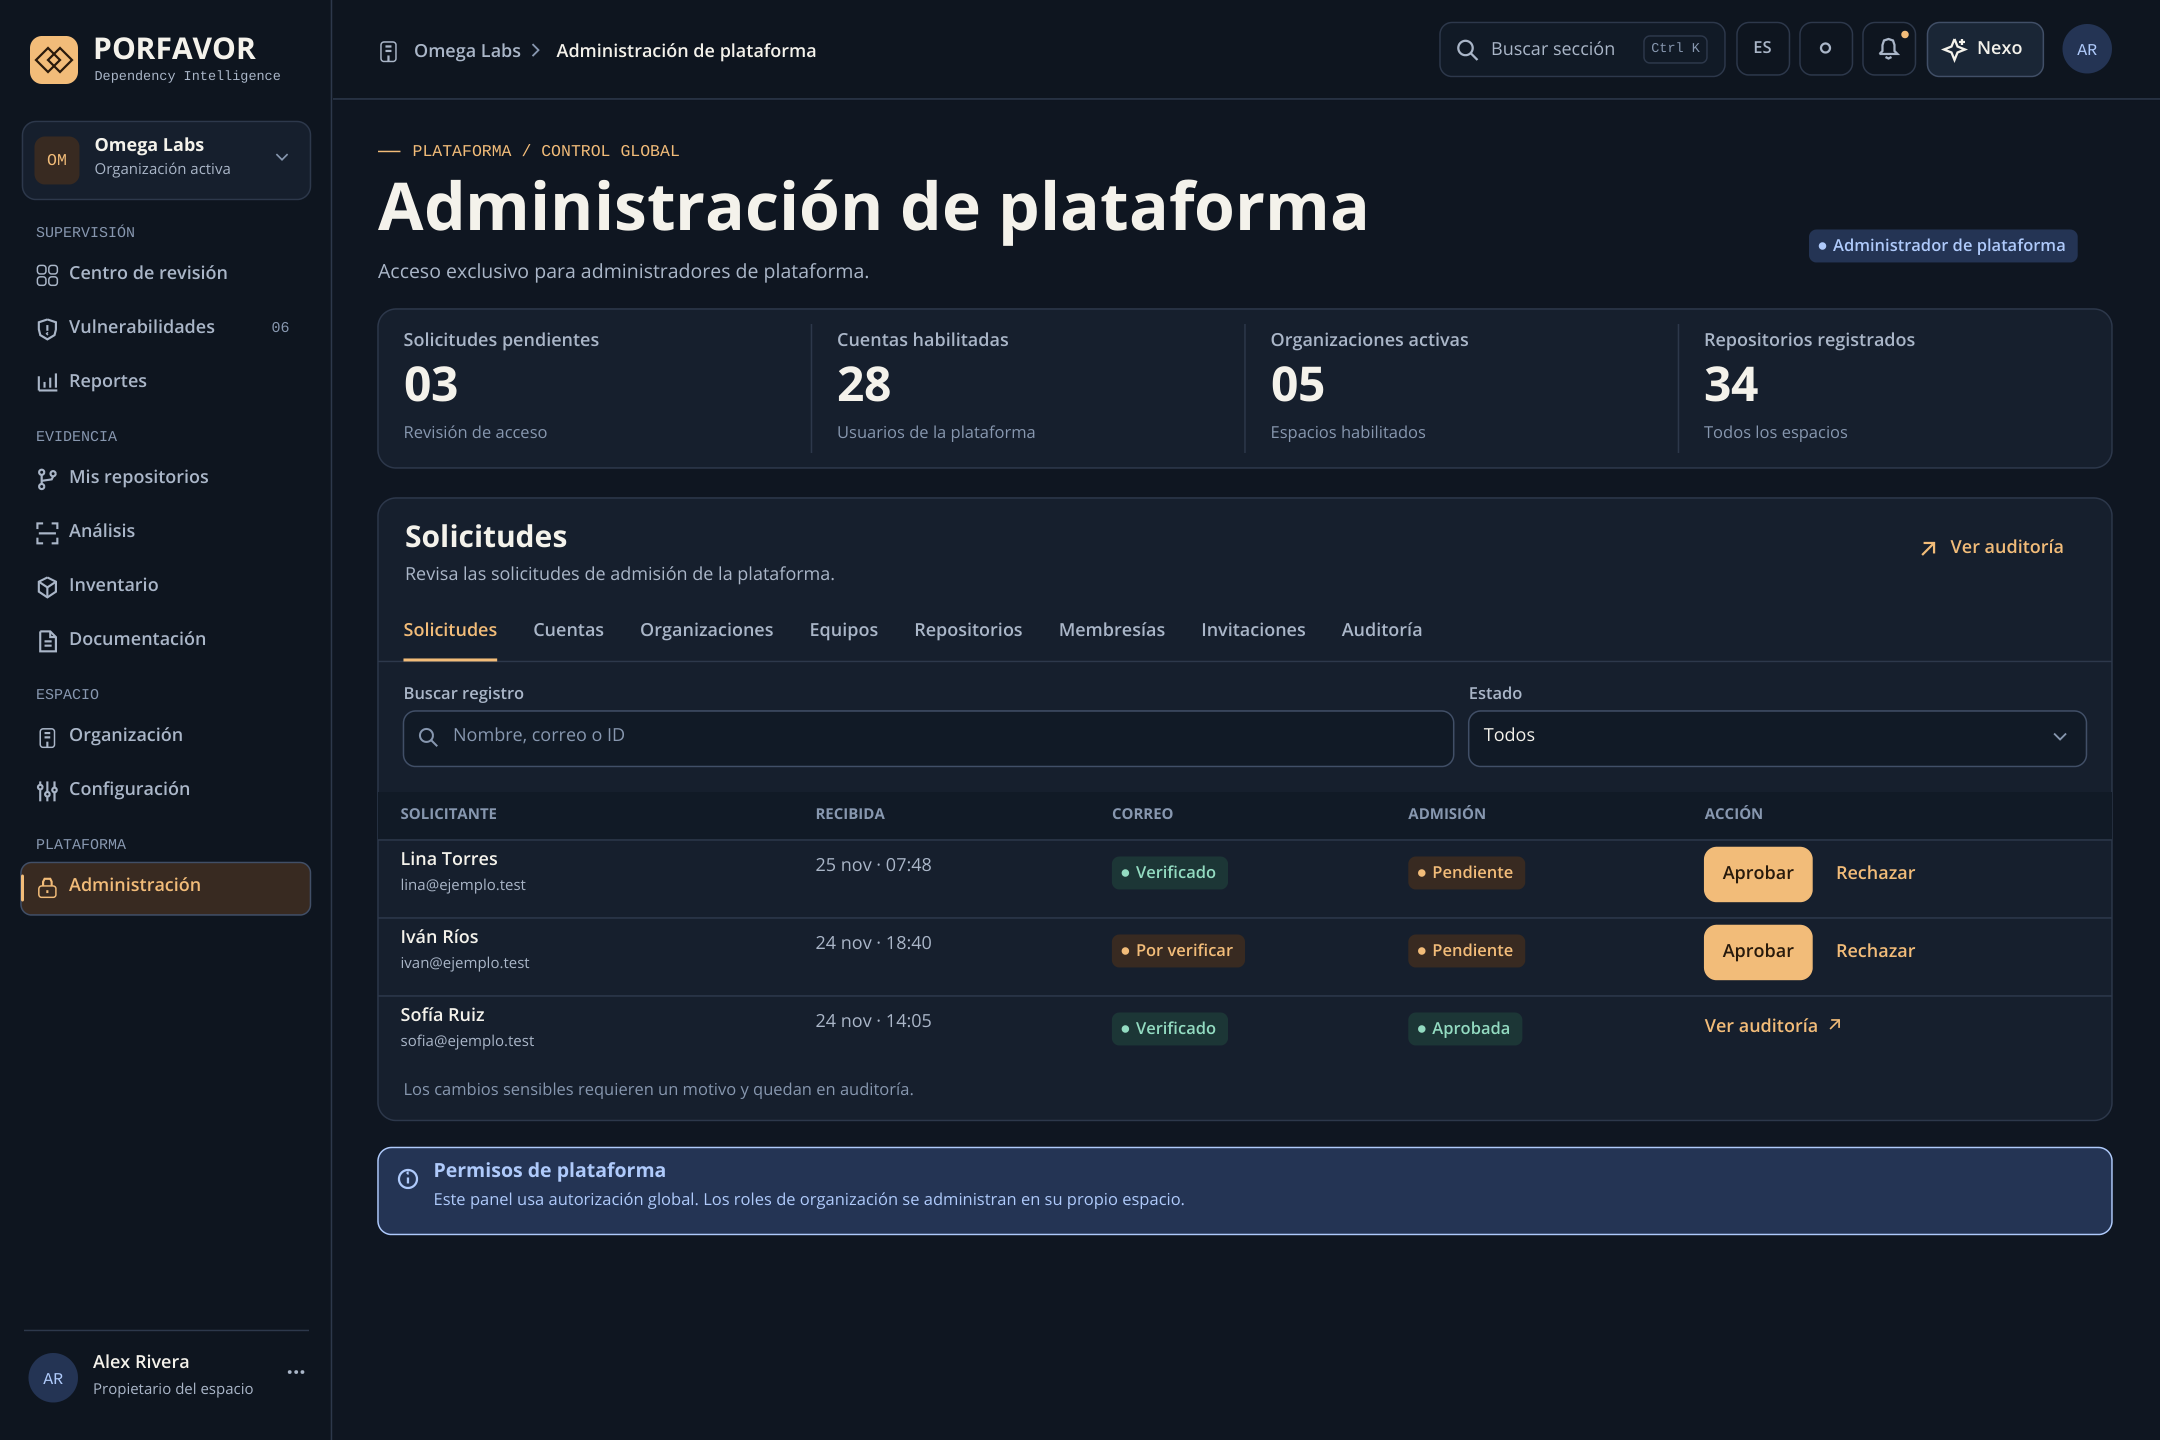 PORFAVOR
Dependency Intelligence
OM
Omega Labs
Organización activa
SUPERVISIÓN
Centro de revisión
Vulnerabilidades 06
Reportes
EVIDENCIA
Mis repositorios
Análisis
Inventario
Documentación
ESPACIO
Organización
Configuración
PLATAFORMA
Administración
AR
Alex Rivera
Propietario del espacio
Omega Labs Administración de plataforma
Buscar sección Ctrl K
ES
Nexo
AR
PLATAFORMA / CONTROL GLOBAL
Administración de plataforma
Acceso exclusivo para administradores de plataforma.
Administrador de plataforma
Solicitudes pendientes
03
Revisión de acceso
Cuentas habilitadas
28
Usuarios de la plataforma
Organizaciones activas
05
Espacios habilitados
Repositorios registrados
34
Todos los espacios
Solicitudes
Revisa las solicitudes de admisión de la plataforma.
Ver auditoría
Solicitudes Cuentas Organizaciones Equipos Repositorios Membresías Invitaciones Auditoría
Buscar registro
Nombre, correo o ID
Estado
Todos
SOLICITANTE RECIBIDA CORREO ADMISIÓN ACCIÓN
Lina Torres
lina@ejemplo.test
25 nov · 07:48
Verificado
Pendiente
Aprobar
Rechazar
Iván Ríos
ivan@ejemplo.test
24 nov · 18:40
Por verificar
Pendiente
Aprobar
Rechazar
Sofía Ruiz
sofia@ejemplo.test
24 nov · 14:05
Verificado
Aprobada
Ver auditoría
Los cambios sensibles requieren un motivo y quedan en auditoría.
Permisos de plataforma
Este panel usa autorización global. Los roles de organización se administran en su propio espacio.